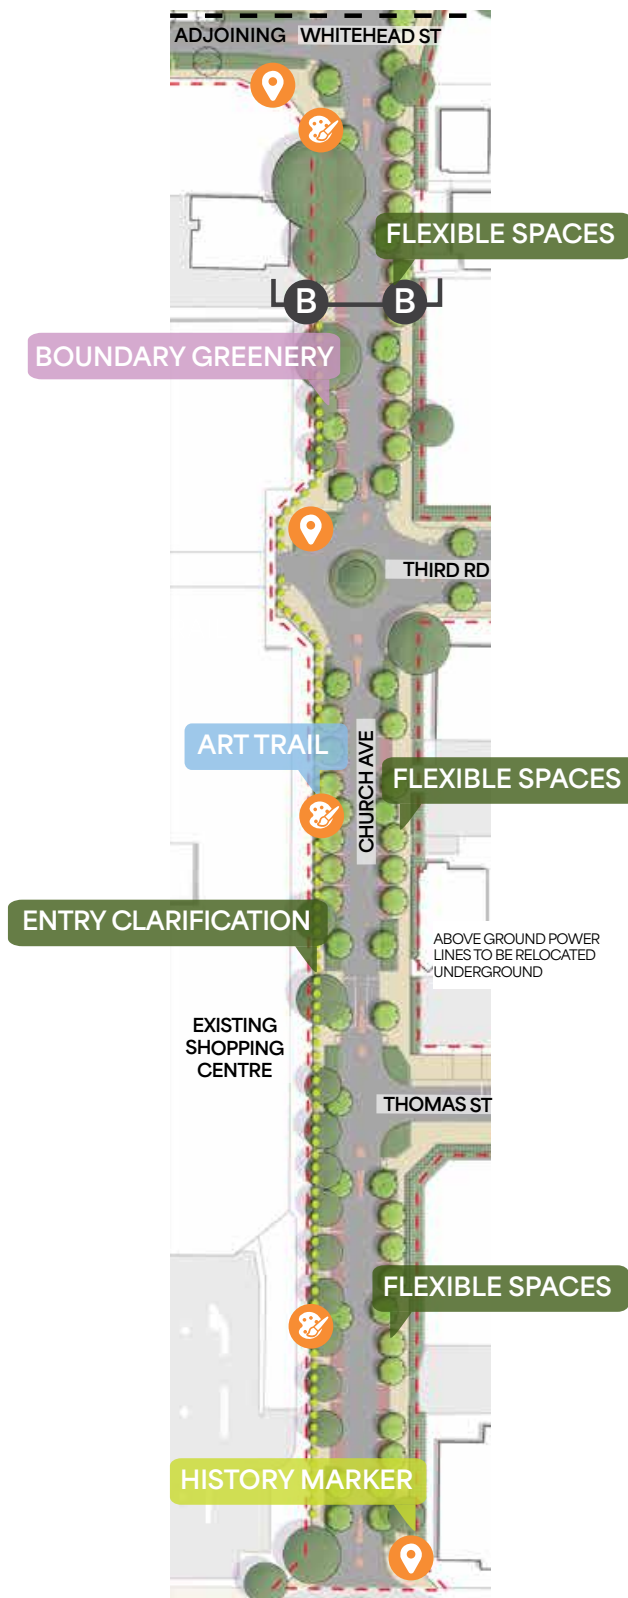 ADJOINING WHITEHEAD ST
FLEXIBLE SPACES
B B
BOUNDARY GREENERY
THIRD RD
ART TRAIL
CHURCH AVE
FLEXIBLE SPACES
ENTRY CLARIFICATION
ABOVE GROUND POWER
LINES TO BE RELOCATED
UNDERGROUND
EXISTING
SHOPPING
CENTRE
THOMAS ST
FLEXIBLE SPACES
HISTORY MARKER